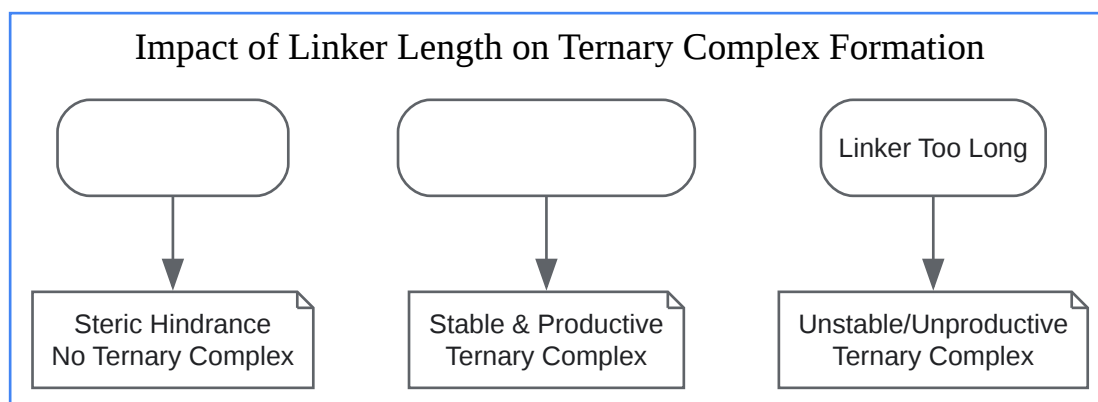 Impact of Linker Length on Ternary Complex Formation
Linker Too Long
Steric Hindrance
No Ternary Complex
Stable & Productive
Ternary Complex
Unstable/Unproductive
Ternary Complex